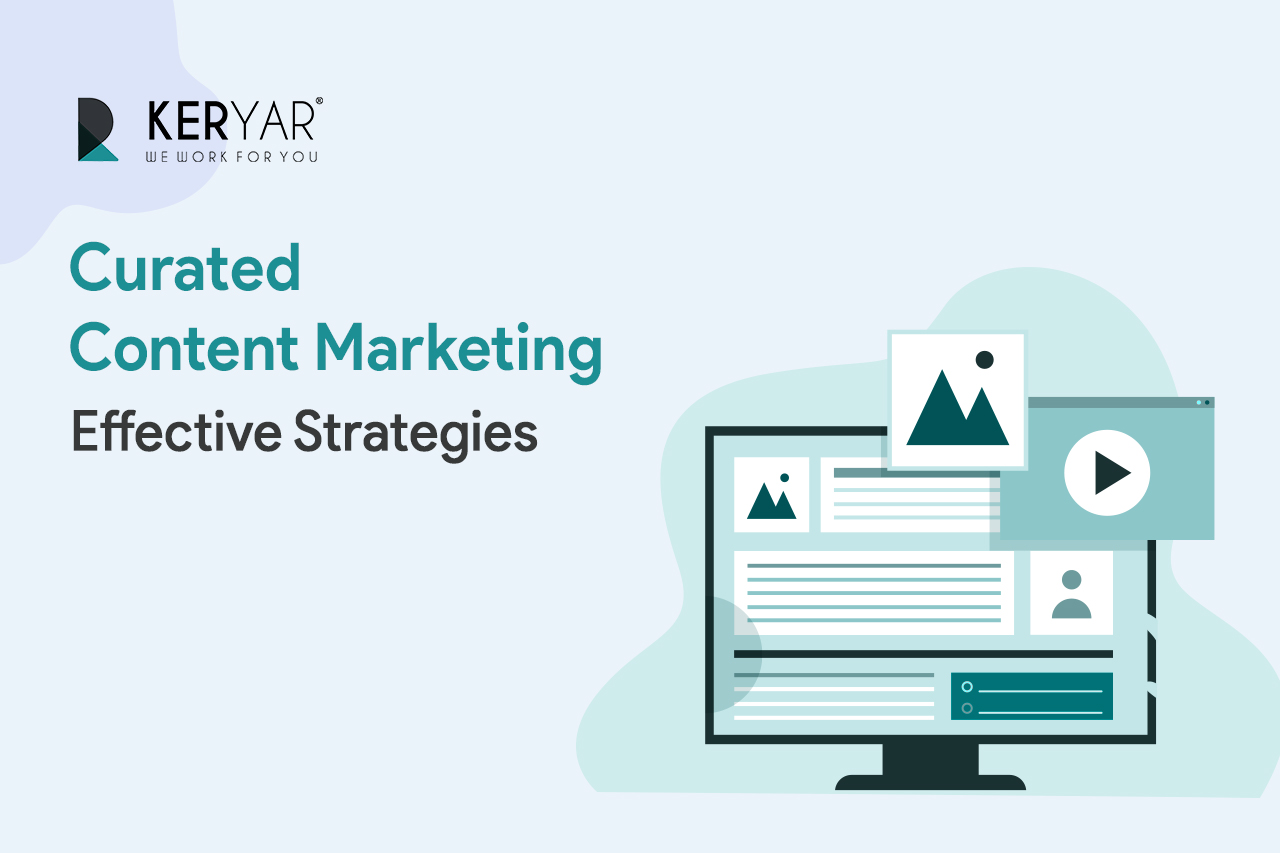 KERYAR®
WE WORK FOR YOU
Curated
Content Marketing
Effective Strategies